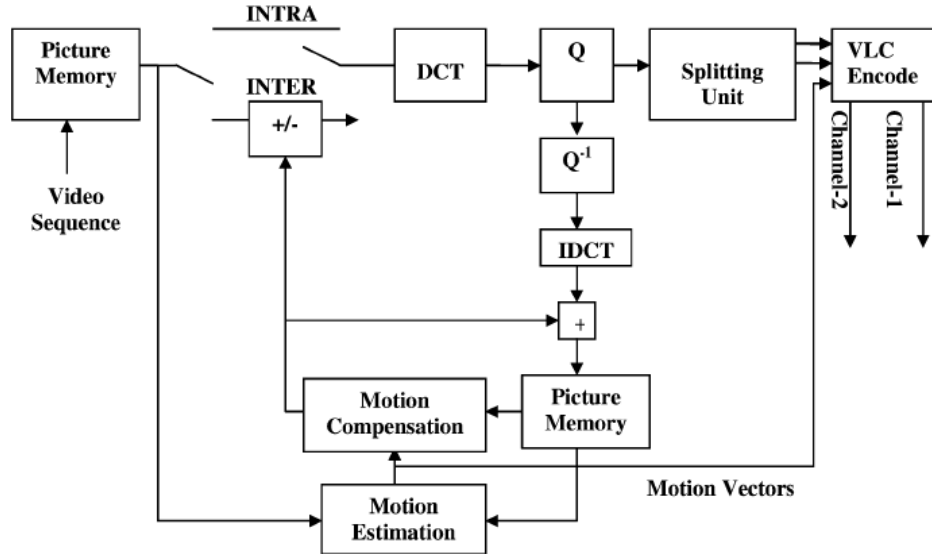 INTRA
Picture
Memory
DCT
Q
Splitting
Unit
VLC
Encode
INTER
+/-
Q-1
Channel-2
Channel-1
Video
Sequence
IDCT
+
Motion
Compensation
Picture
Memory
Motion Vectors
Motion
Estimation